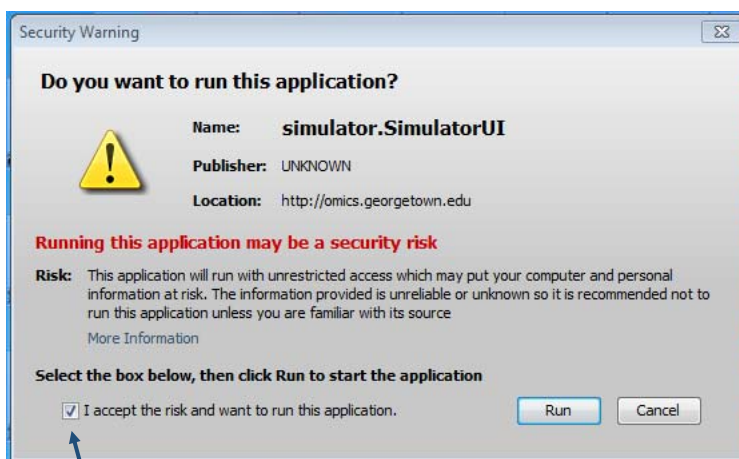 Security Warning
Do you want to run this application?
Name: simulator.SimulatorUI
Publisher: UNKNOWN
Location: http://omics.georgetown.edu
Running this application may be a security risk
Risk: This application will run with unrestricted access which may put your computer and personal
information at risk. The information provided is unreliable or unknown so it is recommended not to
run this application unless you are familiar with its source
More Information
Select the box below, then click Run to start the application
I accept the risk and want to run this application. Run Cancel